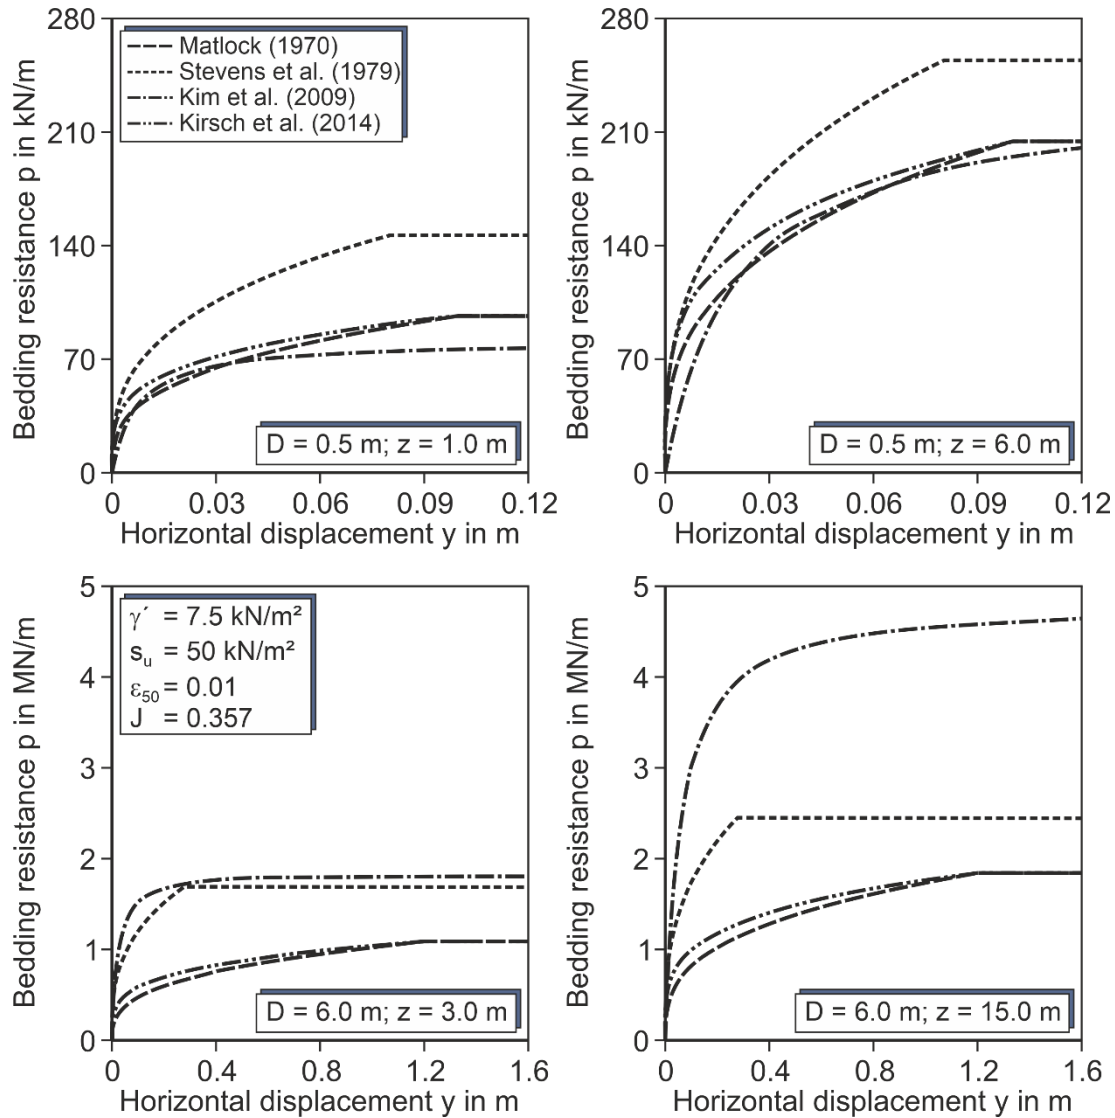 280
210
140
70
0
Bedding resistance p in kN/m
Matlock (1970)
Stevens et al. (1979)
Kim et al. (2009)
Kirsch et al. (2014)
D = 0.5 m; z = 1.0 m
0 0.03 0.06 0.09 0.12
Horizontal displacement y in m
280
210
140
70
0
Bedding resistance p in kN/m
D = 0.5 m; z = 6.0 m
0 0.03 0.06 0.09 0.12
Horizontal displacement y in m
5
4
3
2
1
0
Bedding resistance p in MN/m
γ´ = 7.5 kN/m²
su = 50 kN/m²
ε50 = 0.01
J = 0.357
D = 6.0 m; z = 3.0 m
0 0.4 0.8 1.2 1.6
Horizontal displacement y in m
5
4
3
2
1
0
Bedding resistance p in MN/m
D = 6.0 m; z = 15.0 m
0 0.4 0.8 1.2 1.6
Horizontal displacement y in m